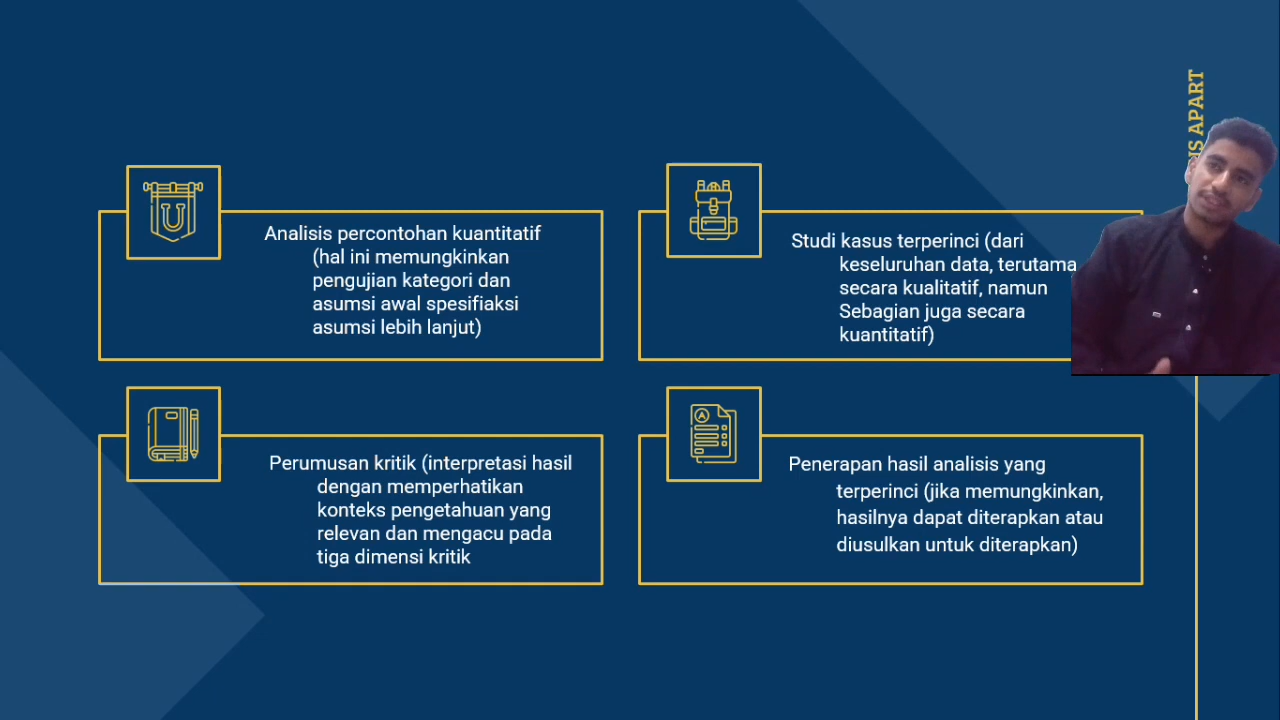 Analisis percontohan kuantitatif
(hal ini memungkinkan
pengujian kategori dan
asumsi awal spesifiaksi
asumsi lebih lanjut)
Studi kasus terperinci (dari
keseluruhan data, terutama
secara kualitatif, namun
Sebagian juga secara
kuantitatif)
Perumusan kritik (interpretasi hasil
dengan memperhatikan
konteks pengetahuan yang
relevan dan mengacu pada
tiga dimensi kritik
Penerapan hasil analisis yang
terperinci (jika memungkinkan,
hasilnya dapat diterapkan atau
diusulkan untuk diterapkan)
APART